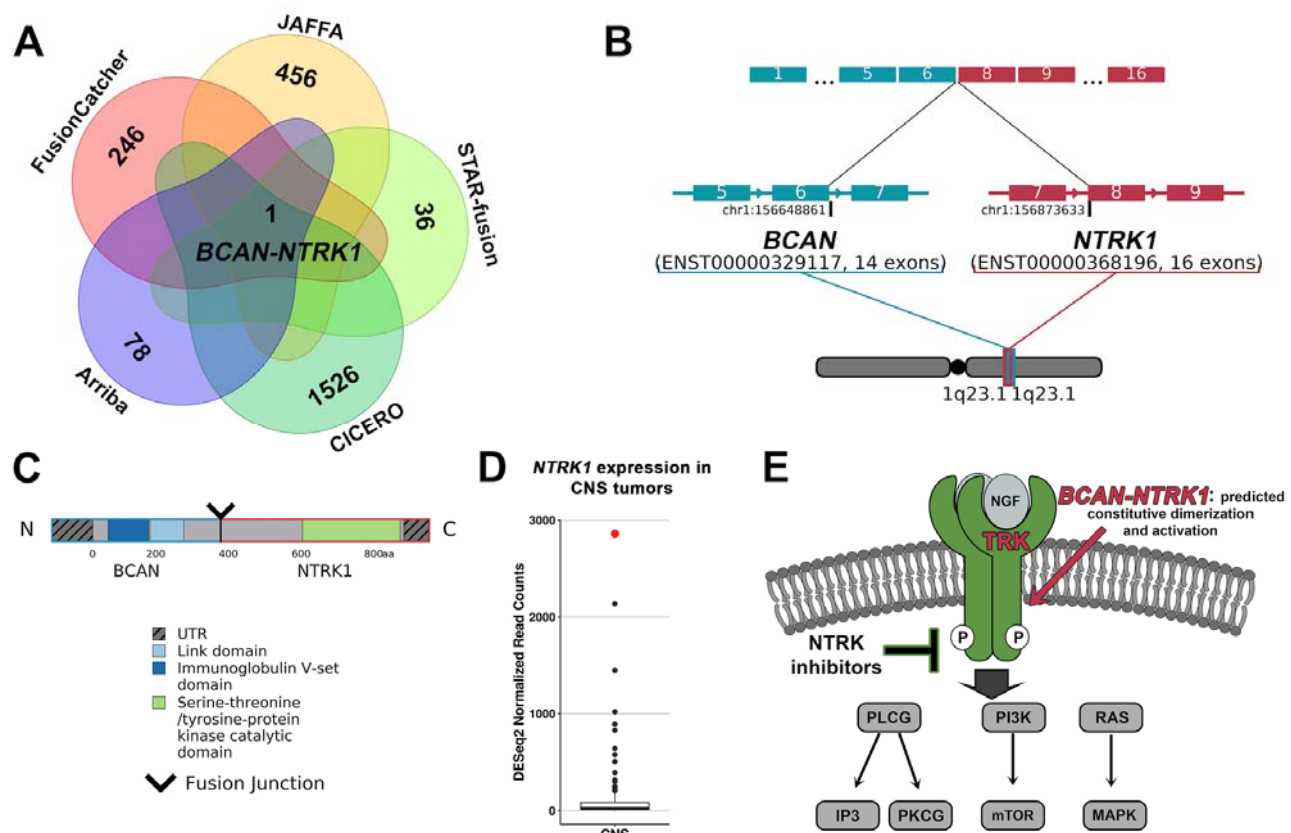 A
JAFFA
456
FusionCatcher
246
STAR-fusion
36
1
BCAN-NTRK1
Arriba
78
CICERO
1526
B
1 ... 5 6 8 9 ... 16
5 6 7
7 8 9
chr1:156648861
chr1:156873633
BCAN
NTRK1
(ENST00000329117, 14 exons)
(ENST00000368196, 16 exons)
1q23.1 1q23.1
C
N
C
0 200 400 600 800aa
BCAN
NTRK1
UTR
Link domain
Immunoglobulin V-set
domain
Serine-threonine
/tyrosine-protein
kinase catalytic
domain
Fusion Junction
D
NTRK1 expression in
CNS tumors
DESeq2 Normalized Read Counts
3000
2000
1000
0
CNS
E
NGF
TRK
BCAN-NTRK1: predicted
constitutive dimerization
and activation
P
P
NTRK
inhibitors
PLCG
PI3K
RAS
IP3
PKCG
mTOR
MAPK